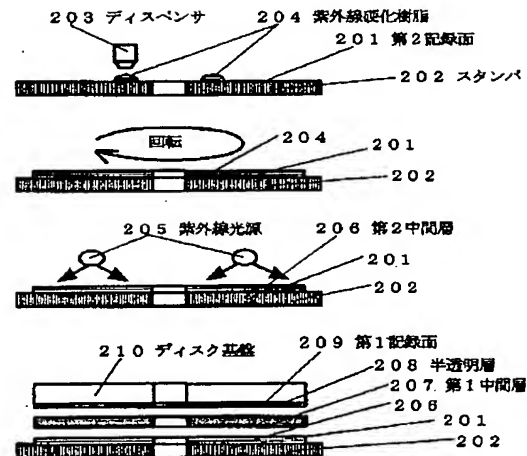 203 ディスペンサ
204 紫外線硬化樹脂
201 第2記録面
202 スタンパ
回転
204
201
202
205 紫外線光源
206 第2中間層
201
202
209 第1記録面
210 ディスク基盤
208 半透明層
207 第1中間層
206
201
202